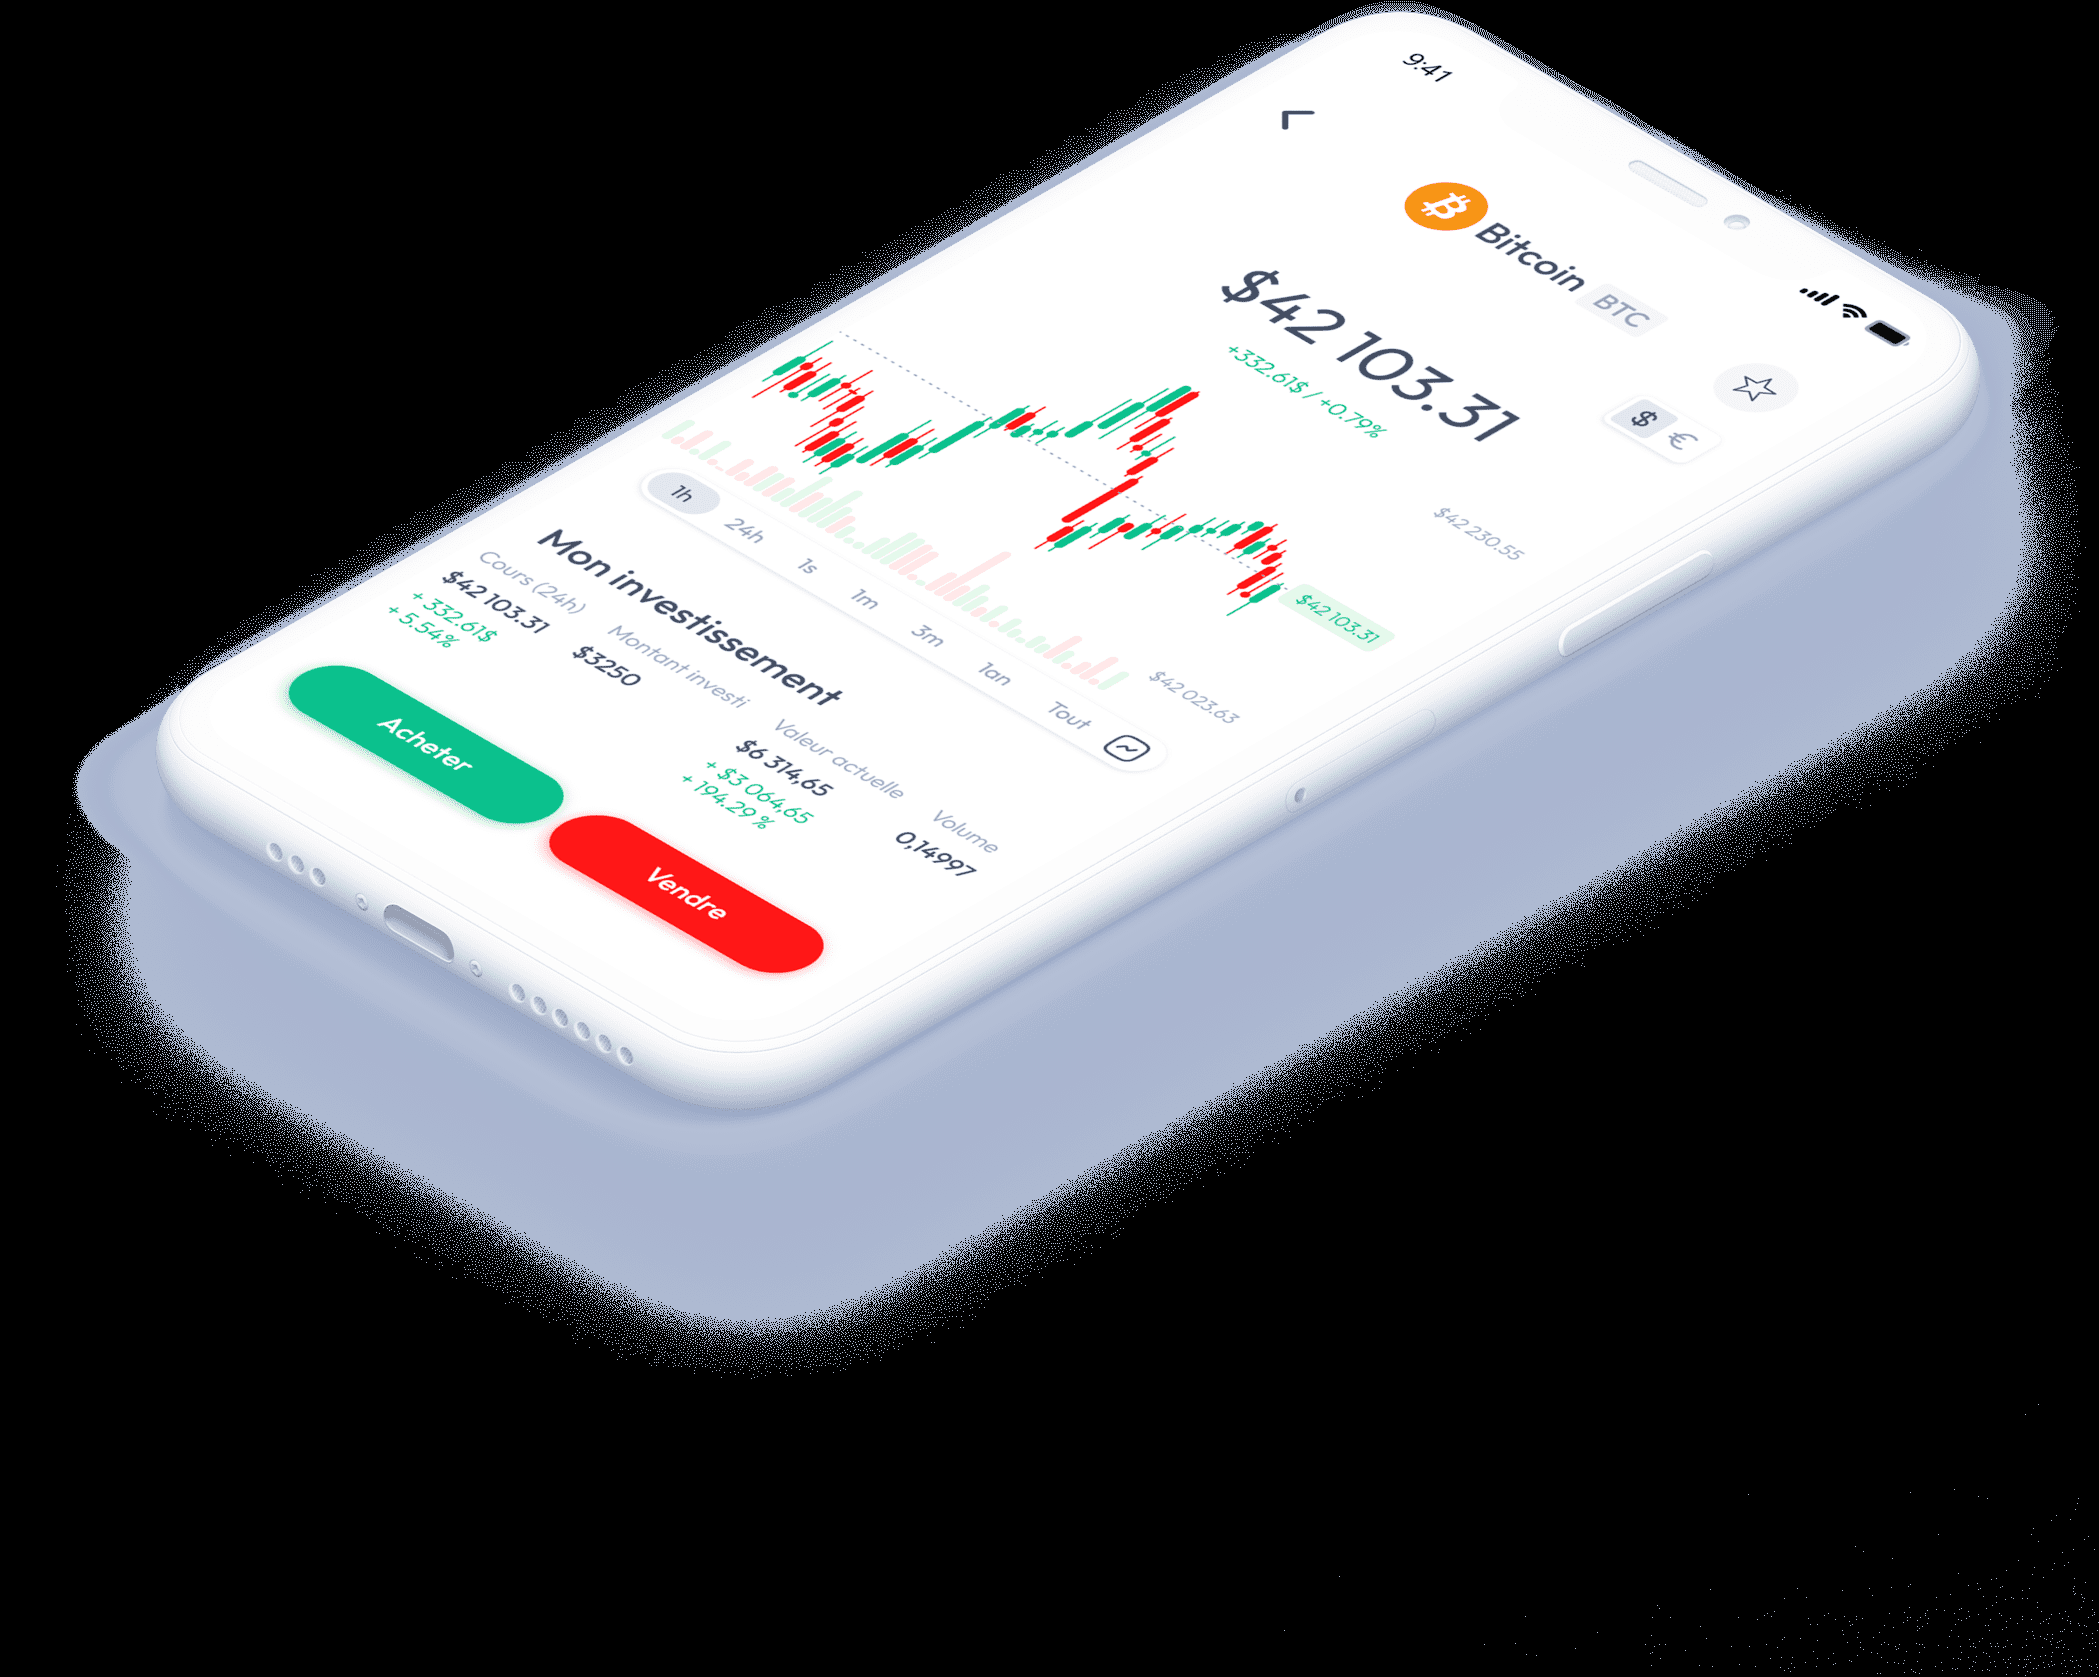 9:41
Bitcoin BTC
$42 103.31
+332.61$ / +0.79%
$ €
$42 230.55
$42 103.31
$42 023.63
1h 24h 1s 1m 3m 1an Tout
Mon investissement
Cours (24h)
$42 103.31
+ 332.61$
+ 5.54%
Montant investi
$3250
Valeur actuelle
$6 314,65
+ $3 064,65
+ 194.29 %
Volume
0,14997
Acheter
Vendre